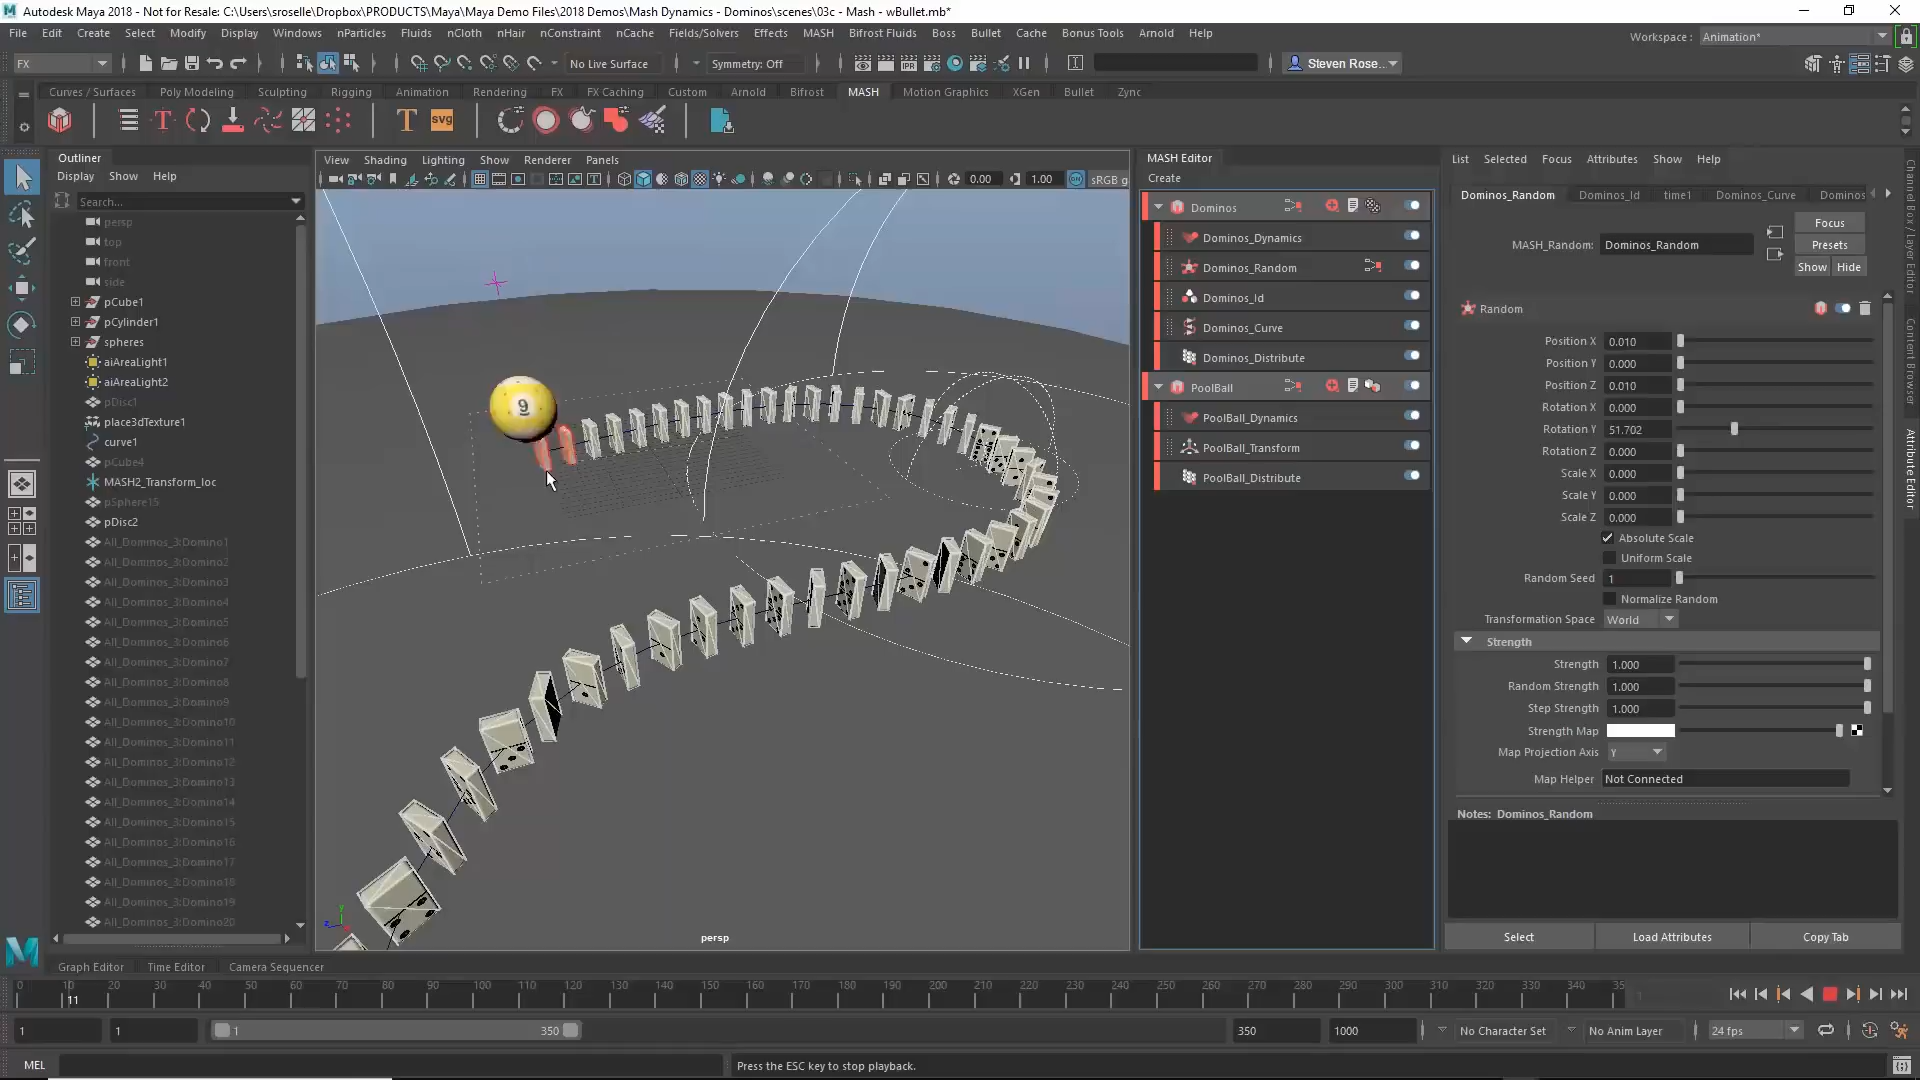 Autodesk Maya 2018 - Not for Resale: C:\Users\sroselle\Dropbox\PRODUCTS\Maya\Maya Demo Files\2018 Demos\Mash Dynamics - Dominos\scenes\03c - Mash - wBullet.mb*
File Edit Create Select Modify Display Windows nParticles Fluids nCloth nHair nConstraint nCache Fields/Solvers Effects MASH Bifrost Fluids Boss Bullet Cache Bonus Tools Arnold Help
Workspace : Animation*
FX
No Live Surface
Symmetry: Off
Steven Rose...
Curves / Surfaces Poly Modeling Sculpting Rigging Animation Rendering FX FX Caching Custom Arnold Bifrost MASH Motion Graphics XGen Bullet Zync
T
T
svg
Outliner
Display Show Help
Search...
persp
top
front
side
pCube1
pCylinder1
spheres
aiAreaLight1
aiAreaLight2
pDisc1
place3dTexture1
curve1
pCube4
MASH2_Transform_loc
pSphere15
pDisc2
All_Dominos_3:Domino1
All_Dominos_3:Domino2
All_Dominos_3:Domino3
All_Dominos_3:Domino4
All_Dominos_3:Domino5
All_Dominos_3:Domino6
All_Dominos_3:Domino7
All_Dominos_3:Domino8
All_Dominos_3:Domino9
All_Dominos_3:Domino10
All_Dominos_3:Domino11
All_Dominos_3:Domino12
All_Dominos_3:Domino13
All_Dominos_3:Domino14
All_Dominos_3:Domino15
All_Dominos_3:Domino16
All_Dominos_3:Domino17
All_Dominos_3:Domino18
All_Dominos_3:Domino19
All_Dominos_3:Domino20
View Shading Lighting Show Renderer Panels
0.00 1.00 sRGB g
9
y
z
persp
MASH Editor
Create
Dominos
Dominos_Dynamics
Dominos_Random
Dominos_Id
Dominos_Curve
Dominos_Distribute
PoolBall
PoolBall_Dynamics
PoolBall_Transform
PoolBall_Distribute
List Selected Focus Attributes Show Help
Dominos_Random Dominos_Id time1 Dominos_Curve Dominos
MASH_Random: Dominos_Random
Focus
Presets
Show Hide
Random
Position X 0.010
Position Y 0.000
Position Z 0.010
Rotation X 0.000
Rotation Y 51.702
Rotation Z 0.000
Scale X 0.000
Scale Y 0.000
Scale Z 0.000
Absolute Scale
Uniform Scale
Random Seed 1
Normalize Random
Transformation Space World
Strength
Strength 1.000
Random Strength 1.000
Step Strength 1.000
Strength Map
Map Projection Axis Y
Map Helper Not Connected
Notes: Dominos_Random
Select Load Attributes Copy Tab
Channel Box / Layer Editor
Content Browser
Attribute Editor
Graph Editor Time Editor Camera Sequencer
0 10 20 30 40 50 60 70 80 90 100 110 120 130 140 150 160 170 180 190 200 210 220 230 240 250 260 270 280 290 300 310 320 330 340 35
11
1
1 1 1 350 350 1000 No Character Set No Anim Layer 24 fps
MEL
Press the ESC key to stop playback.